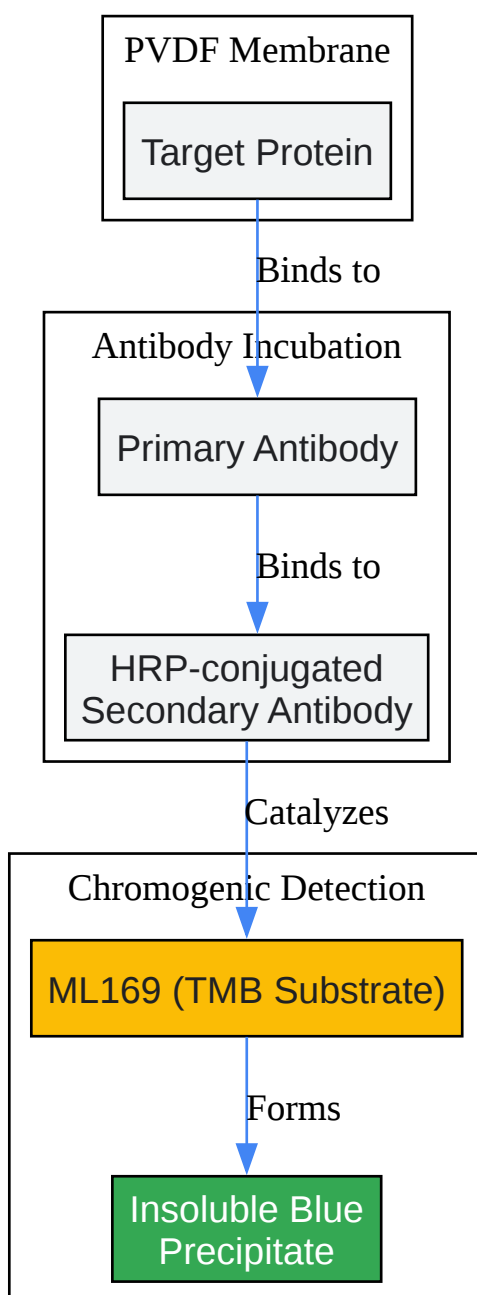 PVDF Membrane
Target Protein
Binds to
Antibody Incubation
Primary Antibody
Binds to
HRP-conjugated
Secondary Antibody
Catalyzes
Chromogenic Detection
ML169 (TMB Substrate)
Forms
Insoluble Blue
Precipitate